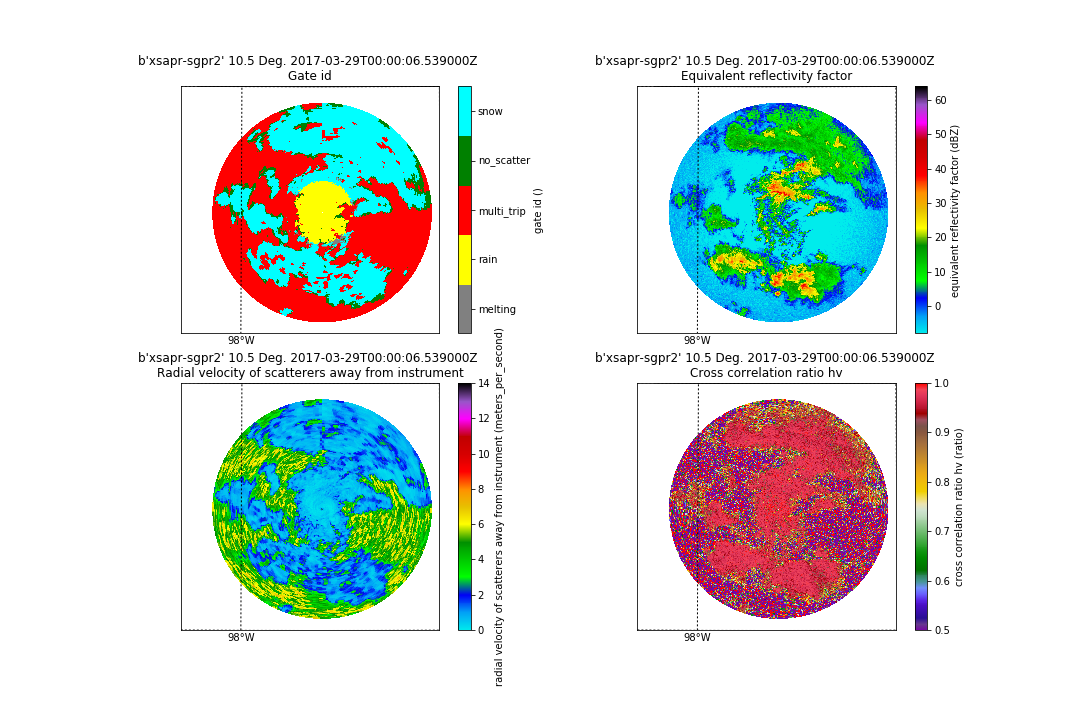 b'xsapr-sgpr2' 10.5 Deg. 2017-03-29T00:00:06.539000Z
Gate id
snow
no_scatter
multi_trip
rain
melting
gate id ()
98°W
b'xsapr-sgpr2' 10.5 Deg. 2017-03-29T00:00:06.539000Z
Equivalent reflectivity factor
60
50
40
30
20
10
0
equivalent reflectivity factor (dBZ)
98°W
b'xsapr-sgpr2' 10.5 Deg. 2017-03-29T00:00:06.539000Z
Radial velocity of scatterers away from instrument
14
12
10
8
6
4
2
0
radial velocity of scatterers away from instrument (meters_per_second)
98°W
b'xsapr-sgpr2' 10.5 Deg. 2017-03-29T00:00:06.539000Z
Cross correlation ratio hv
1.0
0.9
0.8
0.7
0.6
0.5
cross correlation ratio hv (ratio)
98°W